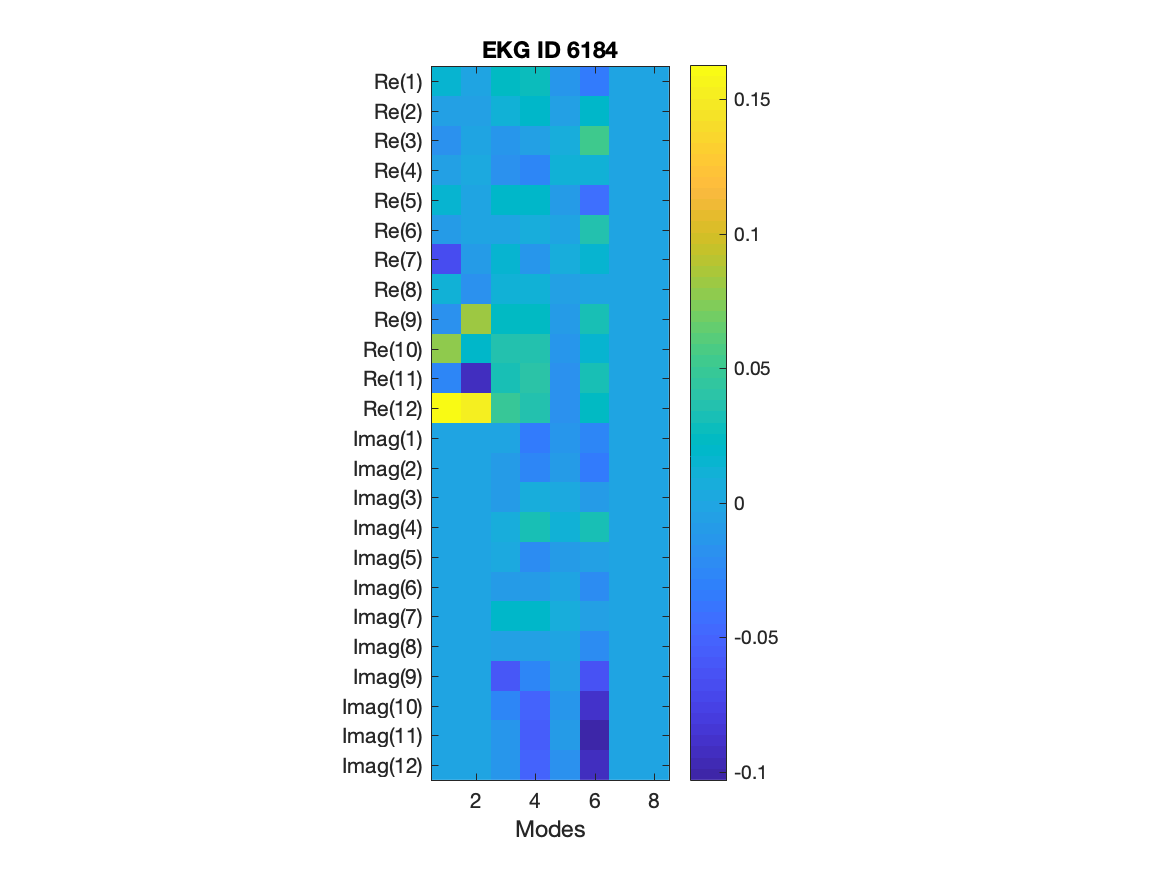 EKG ID 6184
Re(1)
Re(2)
Re(3)
Re(4)
Re(5)
Re(6)
Re(7)
Re(8)
Re(9)
Re(10)
Re(11)
Re(12)
Imag(1)
Imag(2)
Imag(3)
Imag(4)
Imag(5)
Imag(6)
Imag(7)
Imag(8)
Imag(9)
Imag(10)
Imag(11)
Imag(12)
2 4 6 8
Modes
0.15
0.1
0.05
0
-0.05
-0.1